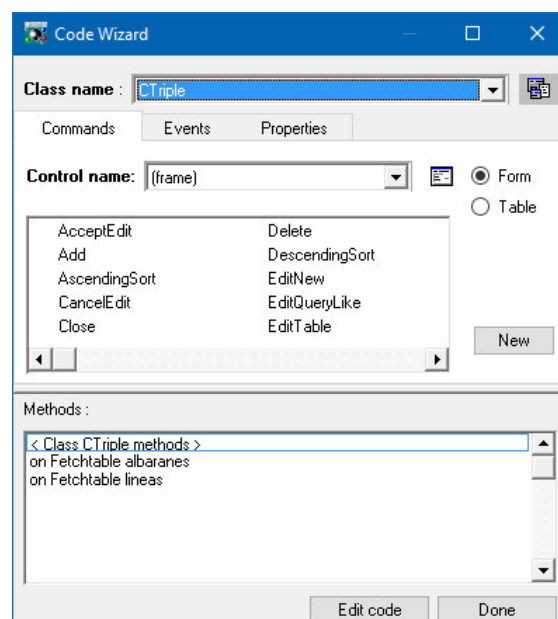 Code Wizard
Class name : CTriple
Commands Events Properties
Control name: (frame) Form
Table
AcceptEdit Delete
Add DescendingSort
AscendingSort EditNew
CancelEdit EditQueryLike
Close EditTable
New
Methods :
< Class CTriple methods >
on Fetchtable albaranes
on Fetchtable lineas
Edit code Done